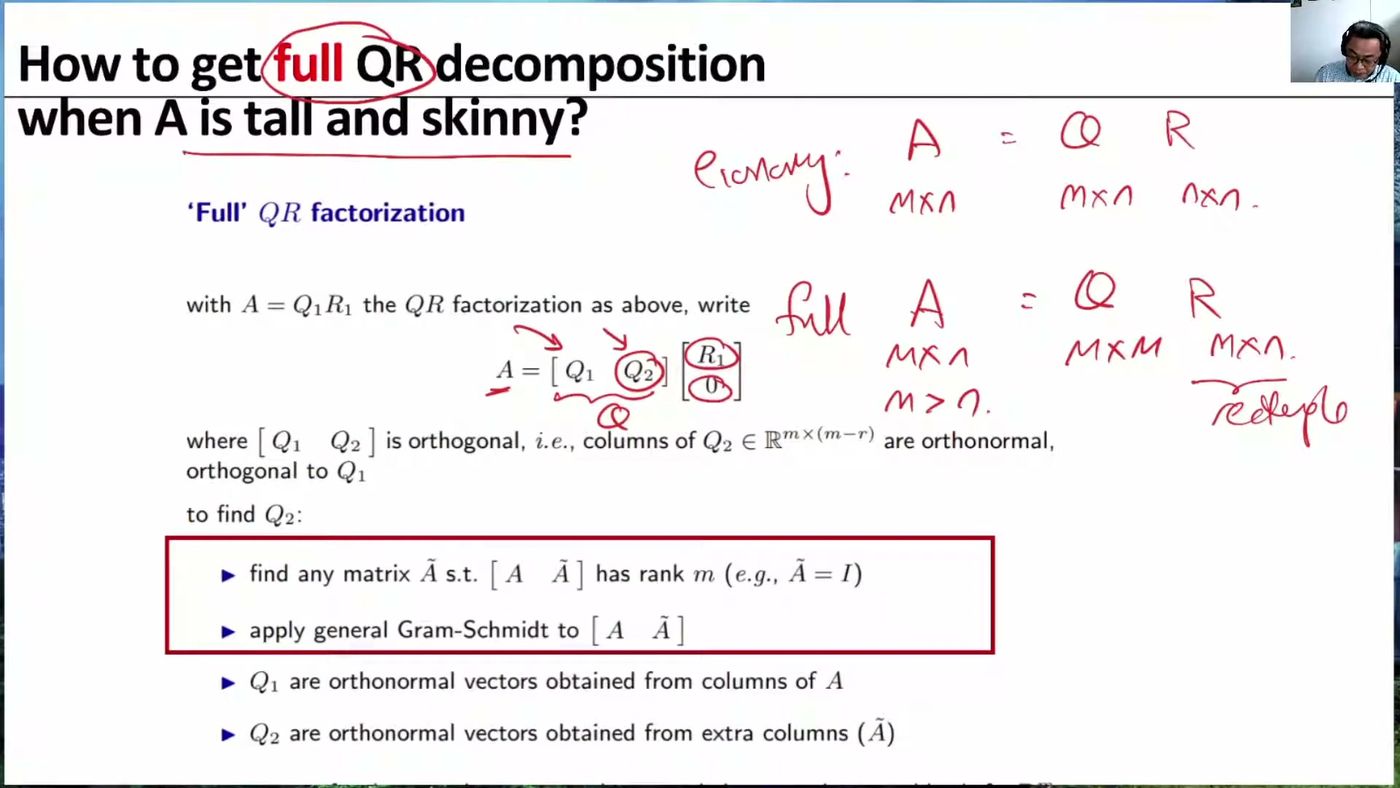 How to get full QR decomposition
when A is tall and skinny?
economy: A = Q R
m×n m×n n×n.
'Full' QR factorization
with A = Q₁R₁ the QR factorization as above, write
full A = Q R
m×n m×m m×n.
m > n.
A = [ Q₁ Q₂ ] [ R₁ 0 ]
Q
where [ Q₁ Q₂ ] is orthogonal, i.e., columns of Q₂ ∈ ℝ^{m×(m−r)} are orthonormal,
orthogonal to Q₁
to find Q₂:
► find any matrix Ã s.t. [ A Ã ] has rank m (e.g., Ã = I)
► apply general Gram-Schmidt to [ A Ã ]
► Q₁ are orthonormal vectors obtained from columns of A
► Q₂ are orthonormal vectors obtained from extra columns (Ã)